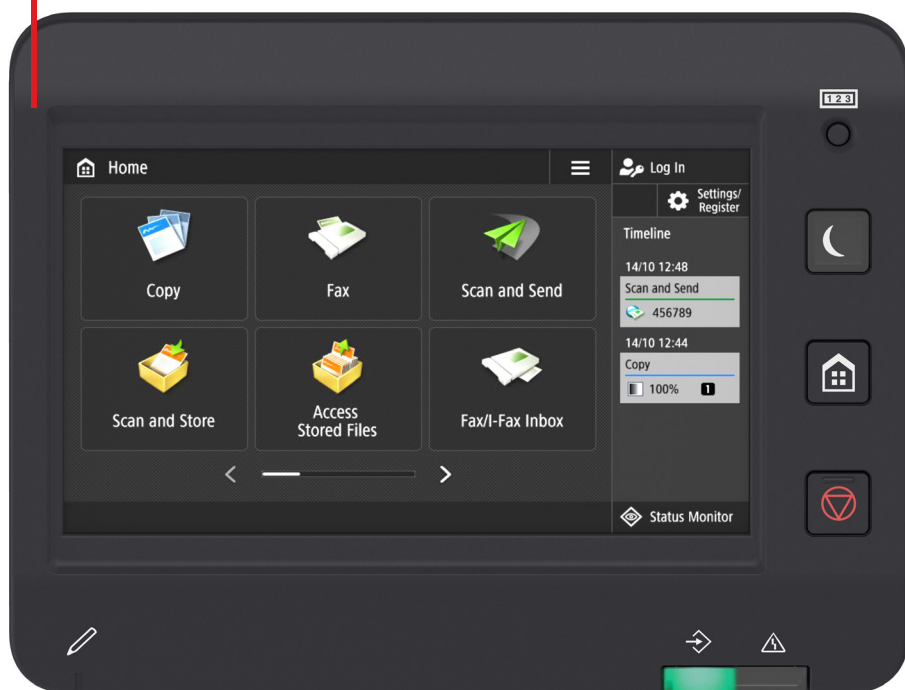 123
Home
Log In
Settings/
Register
Copy
Fax
Scan and Send
Scan and Store
Access
Stored Files
Fax/I-Fax Inbox
Timeline
14/10 12:48
Scan and Send
456789
14/10 12:44
Copy
100% 1
Status Monitor